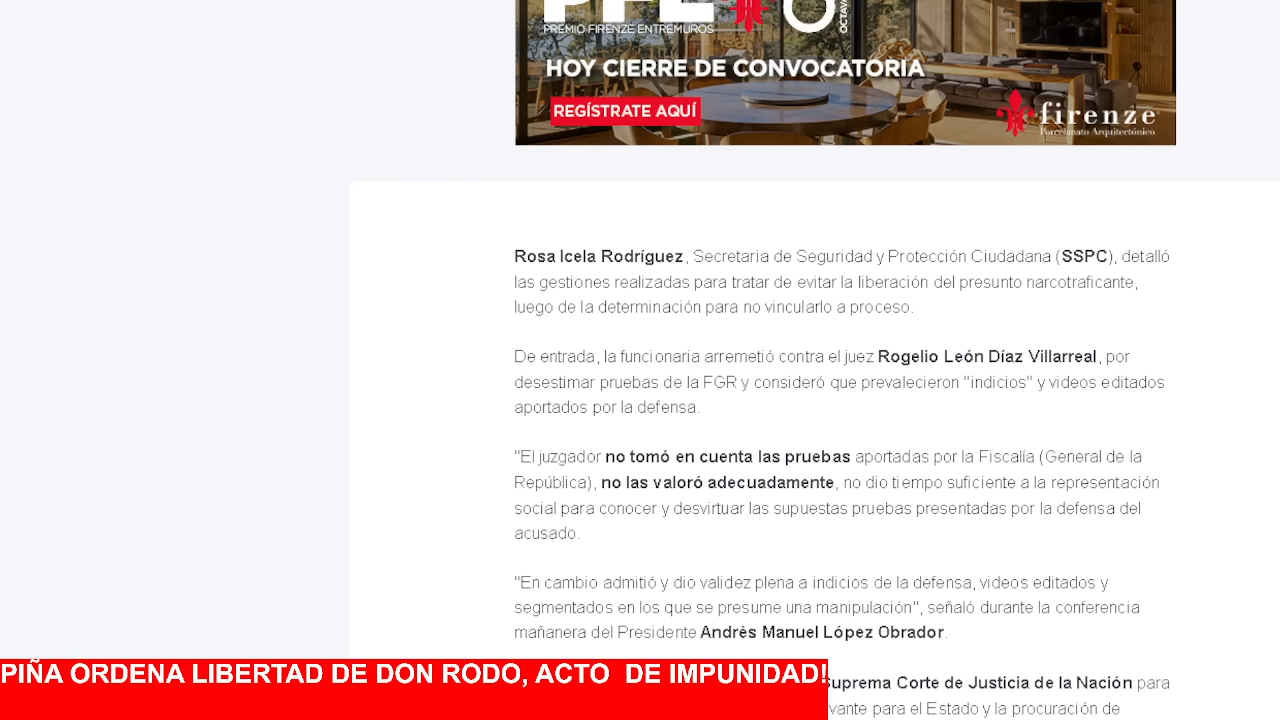 PREMIO FIRENZE ENTREMUROS
HOY CIERRE DE CONVOCATORIA
REGÍSTRATE AQUÍ
firenze
Porcelanato Arquitectónico
Rosa Icela Rodríguez, Secretaria de Seguridad y Protección Ciudadana (SSPC), detalló
las gestiones realizadas para tratar de evitar la liberación del presunto narcotraficante,
luego de la determinación para no vincularlo a proceso.
De entrada, la funcionaria arremetió contra el juez Rogelio León Díaz Villarreal, por
desestimar pruebas de la FGR y consideró que prevalecieron "indicios" y videos editados
aportados por la defensa.
"El juzgador no tomó en cuenta las pruebas aportadas por la Fiscalía (General de la
República), no las valoró adecuadamente, no dio tiempo suficiente a la representación
social para conocer y desvirtuar las supuestas pruebas presentadas por la defensa del
acusado.
"En cambio admitió y dio validez plena a indicios de la defensa, videos editados y
segmentados en los que se presume una manipulación", señaló durante la conferencia
mañanera del Presidente Andrés Manuel López Obrador.
Suprema Corte de Justicia de la Nación para
para el Estado y la procuración de
PIÑA ORDENA LIBERTAD DE DON RODO, ACTO  DE IMPUNIDAD!